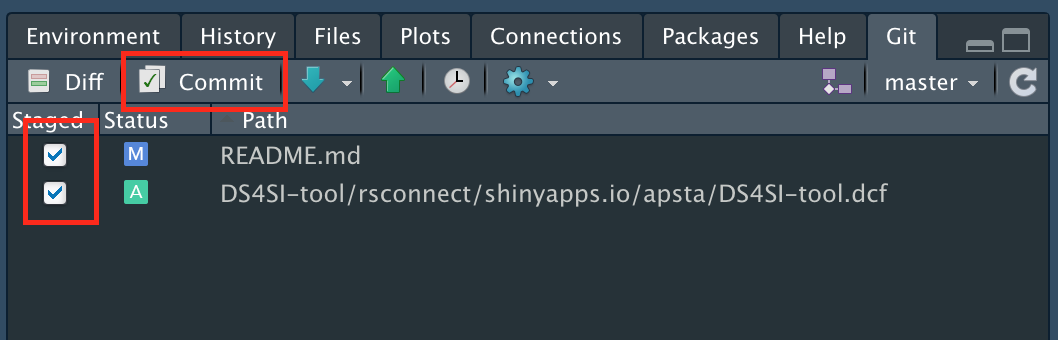 Environment History Files Plots Connections Packages Help Git
Diff Commit master
Staged Status Path
M README.md
A DS4SI-tool/rsconnect/shinyapps.io/apsta/DS4SI-tool.dcf